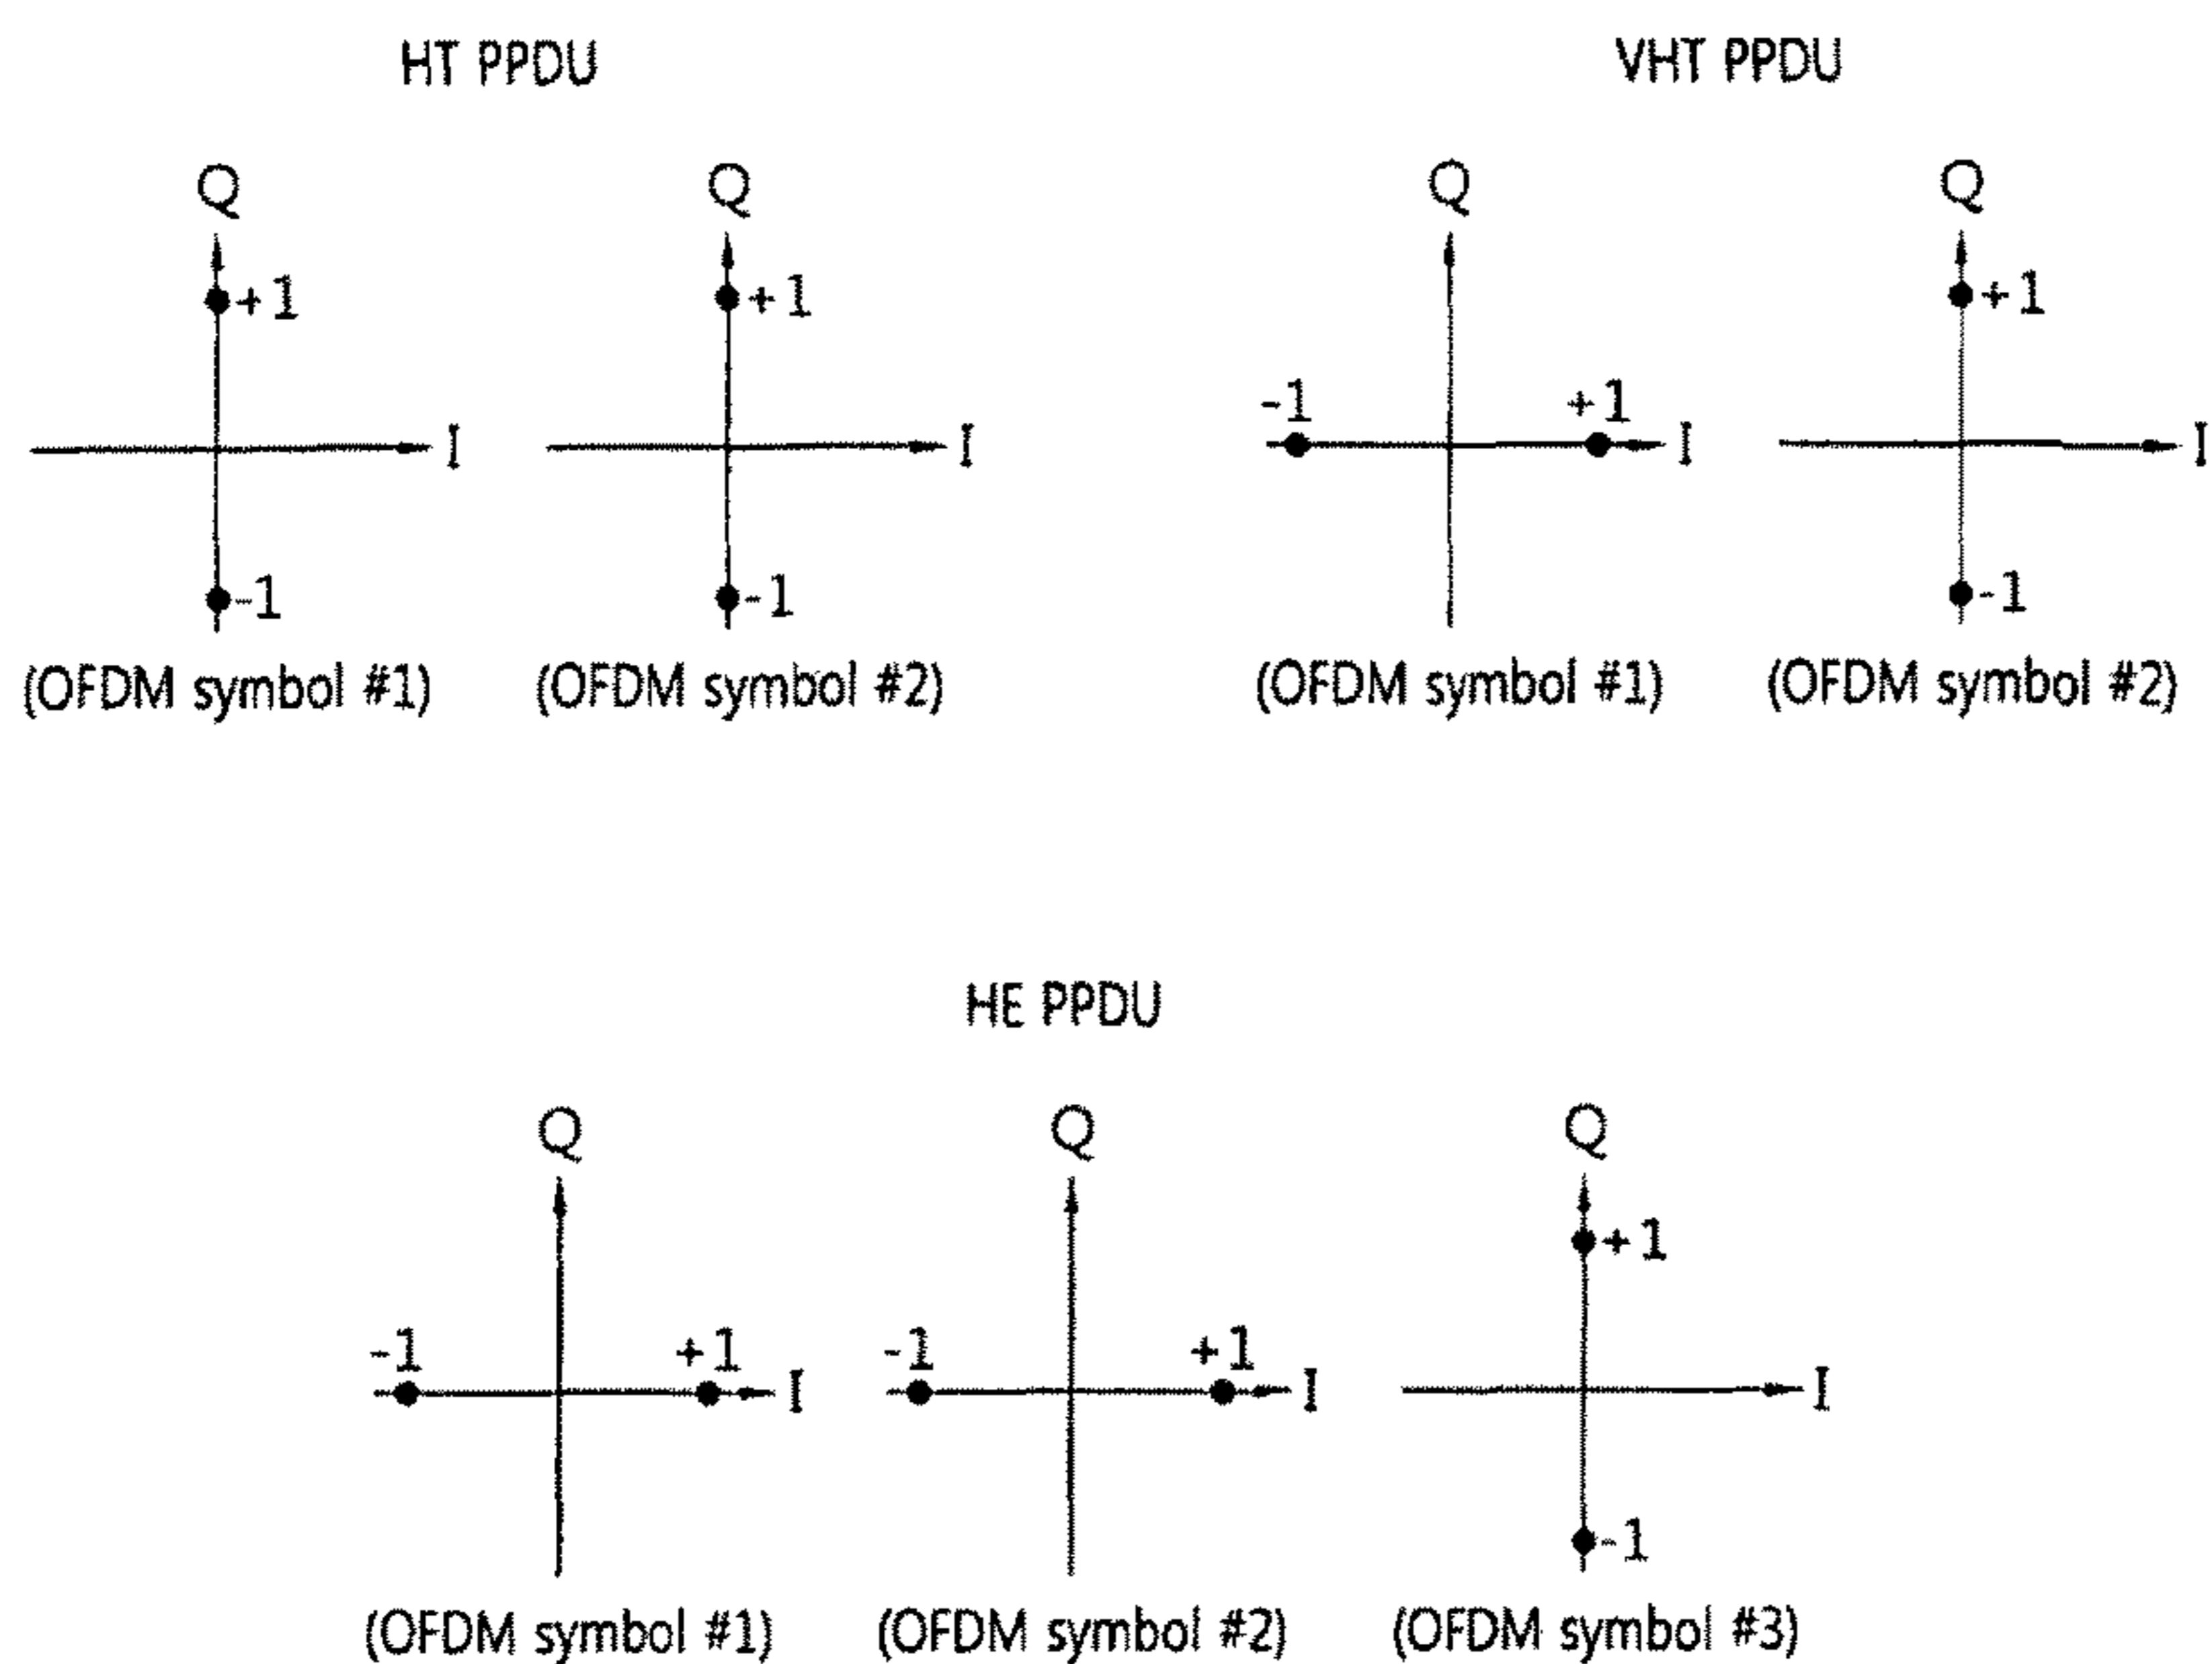 HT PPDU
VHT PPDU
Q
Q
Q
Q
+1
+1
+1
-1
+1
I
I
I
I
-1
-1
-1
(OFDM symbol #1)
(OFDM symbol #2)
(OFDM symbol #1)
(OFDM symbol #2)
HE PPDU
Q
Q
Q
+1
-1
+1
-1
+1
I
I
I
-1
(OFDM symbol #1)
(OFDM symbol #2)
(OFDM symbol #3)